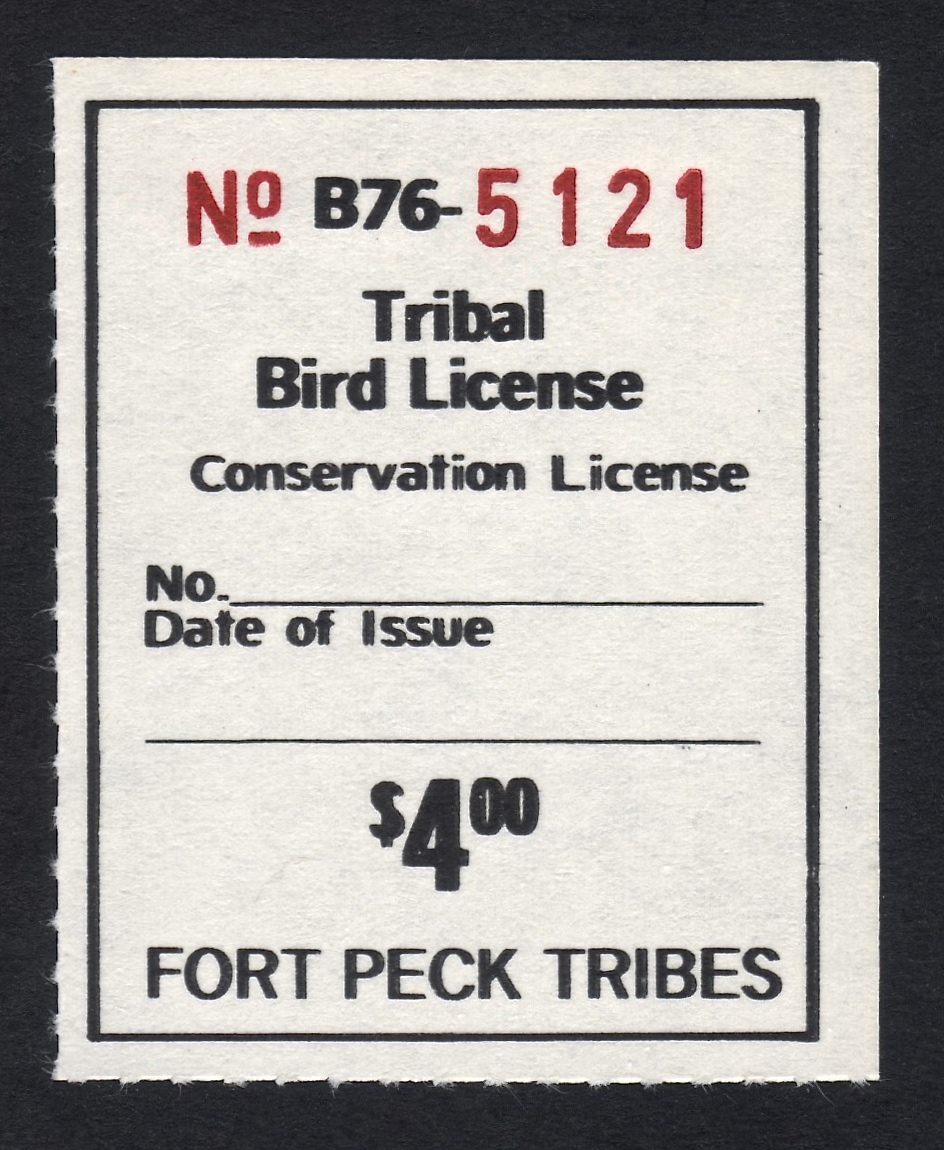 Nº B76-5121
Tribal
Bird License
Conservation License
No.
Date of Issue
$4.00
FORT PECK TRIBES